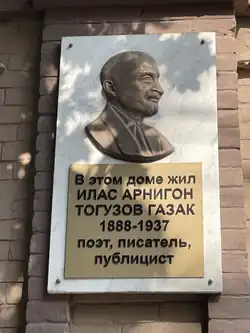 В этом доме жил
ИЛАС АРНИГОН
ТОГУЗОВ ГАЗАК
1888-1937
поэт, писатель,
публицист